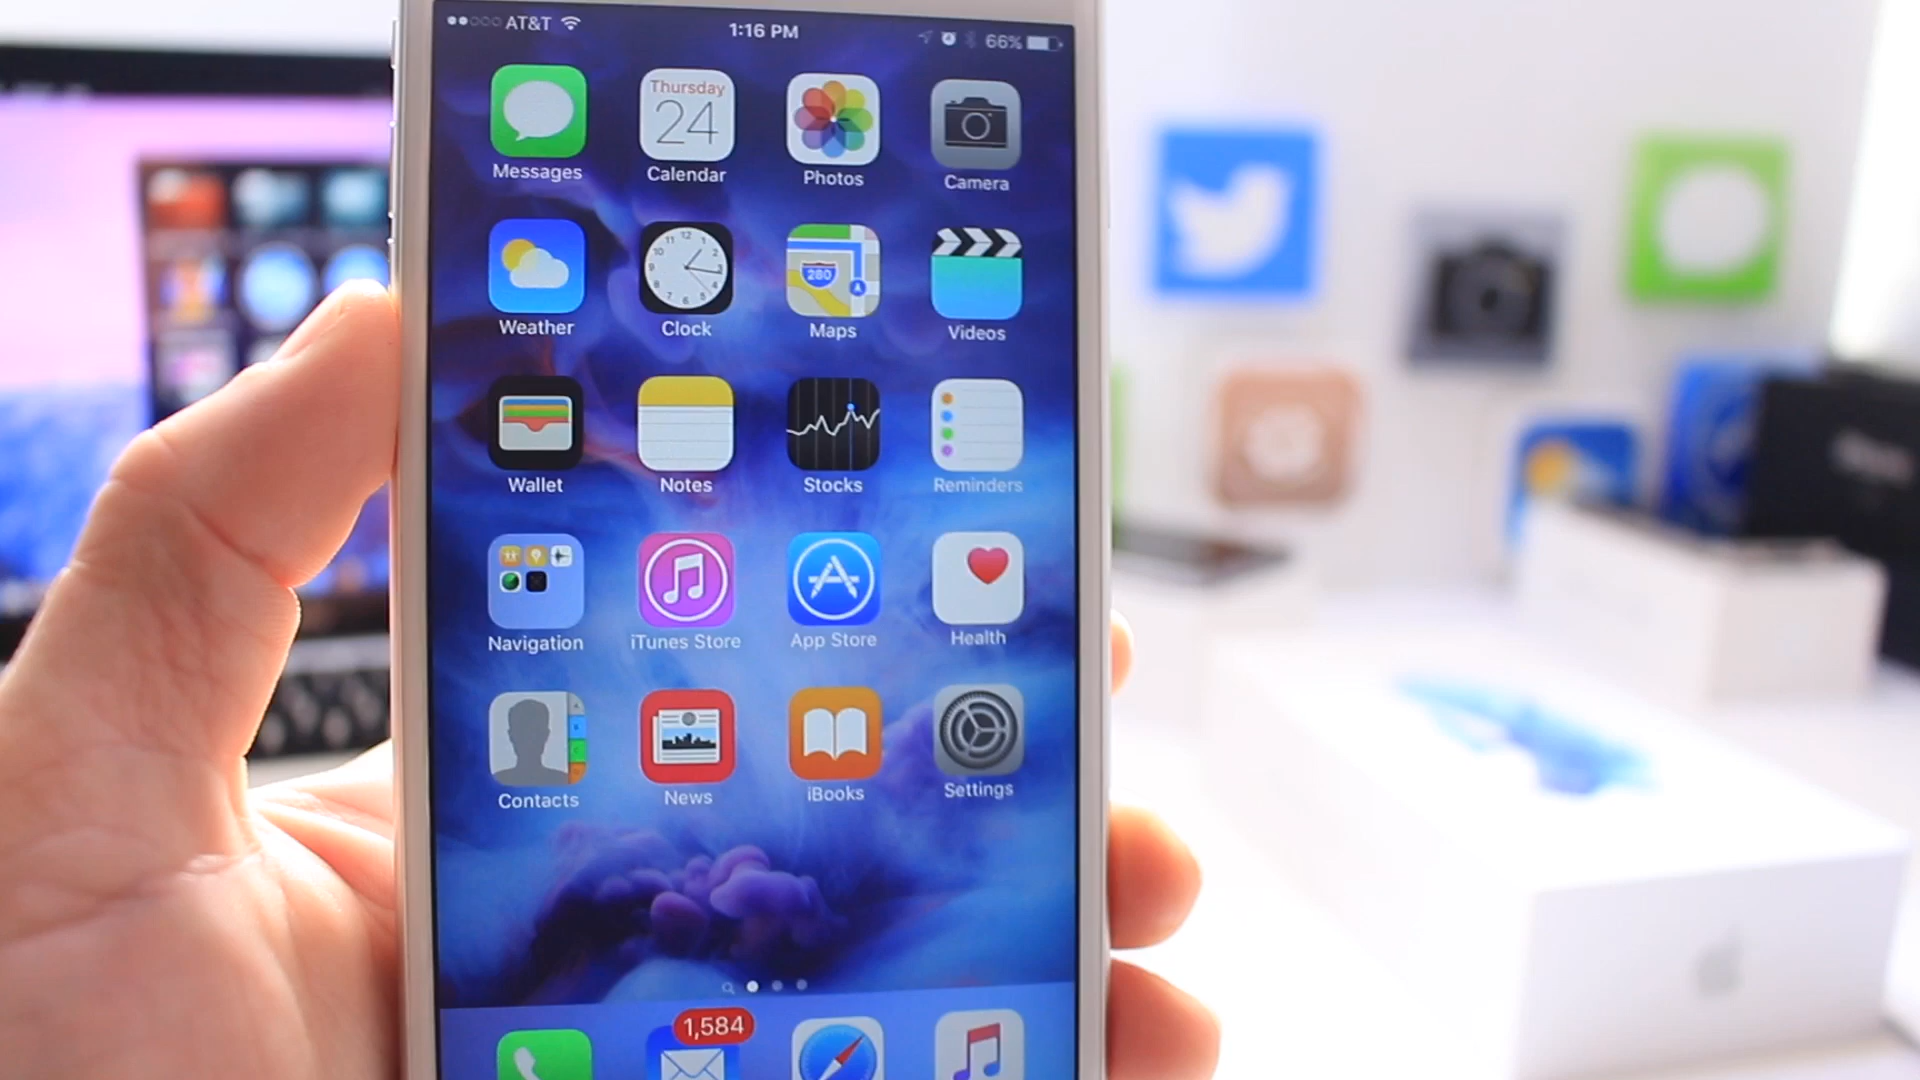 AT&T 1:16 PM 66%
Thursday
24
Messages Calendar Photos Camera
12
280
Weather Clock Maps Videos
Wallet Notes Stocks Reminders
Navigation iTunes Store App Store Health
Contacts News iBooks Settings
1,584